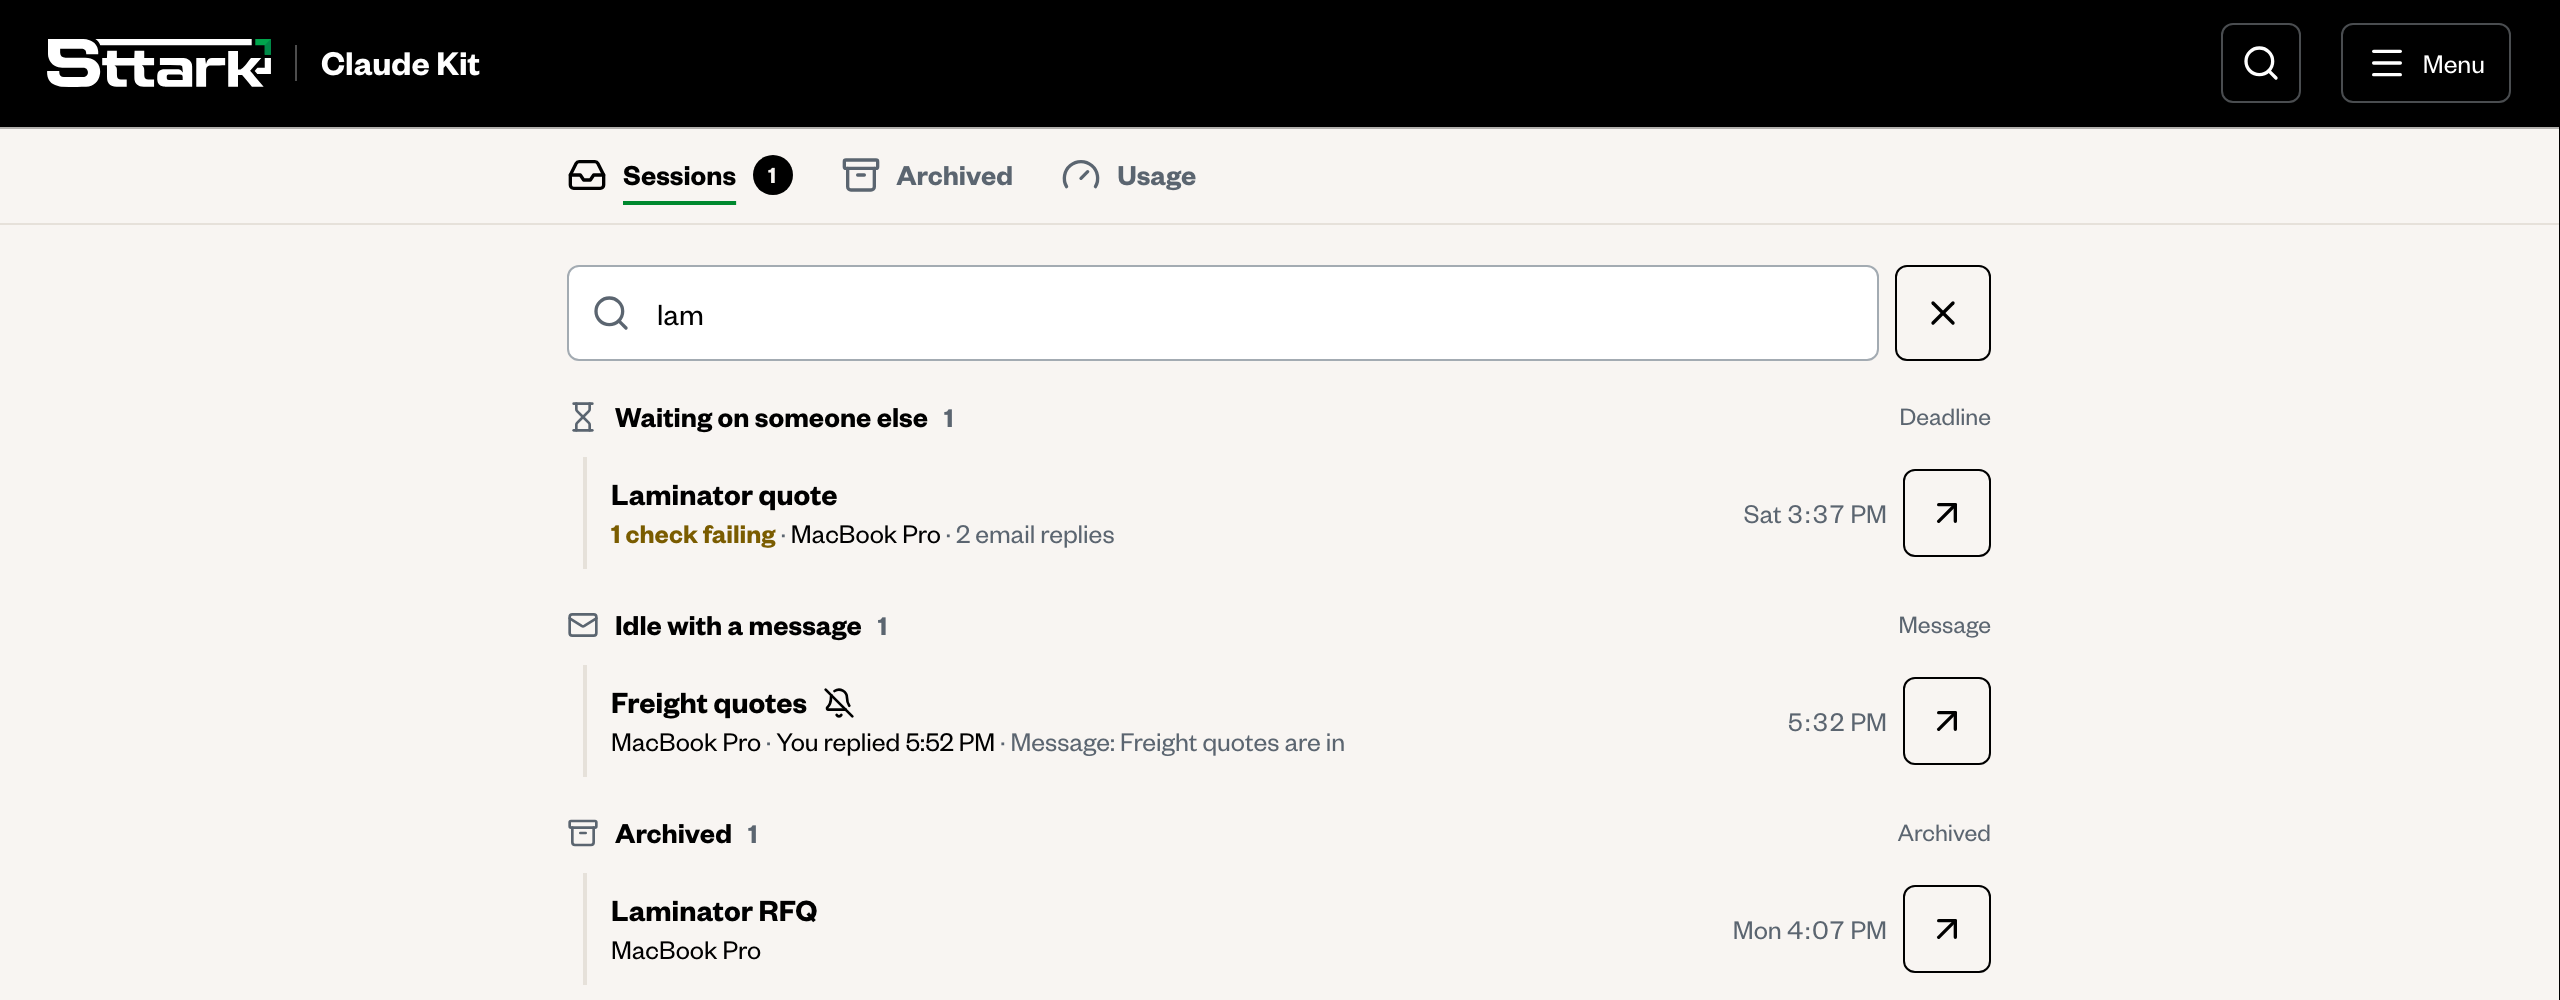 Sttark
Claude Kit
Menu
Sessions 1
Archived
Usage
lam
Waiting on someone else 1
Deadline
Laminator quote
1 check failing · MacBook Pro · 2 email replies
Sat 3:37 PM
Idle with a message 1
Message
Freight quotes
MacBook Pro · You replied 5:52 PM · Message: Freight quotes are in
5:32 PM
Archived 1
Archived
Laminator RFQ
MacBook Pro
Mon 4:07 PM